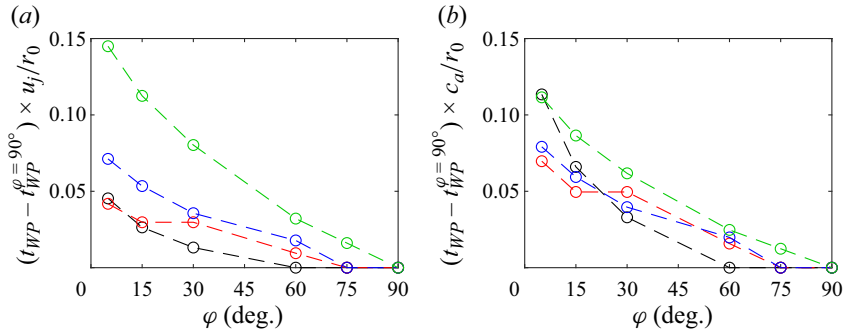 (a)
(b)
0.15
0.10
0.05
0 15 30 45 60 75 90
φ (deg.)
(t_WP − t_WP^φ = 90°) × u_j/r_0
0.15
0.10
0.05
0 15 30 45 60 75 90
φ (deg.)
(t_WP − t_WP^φ = 90°) × c_a/r_0